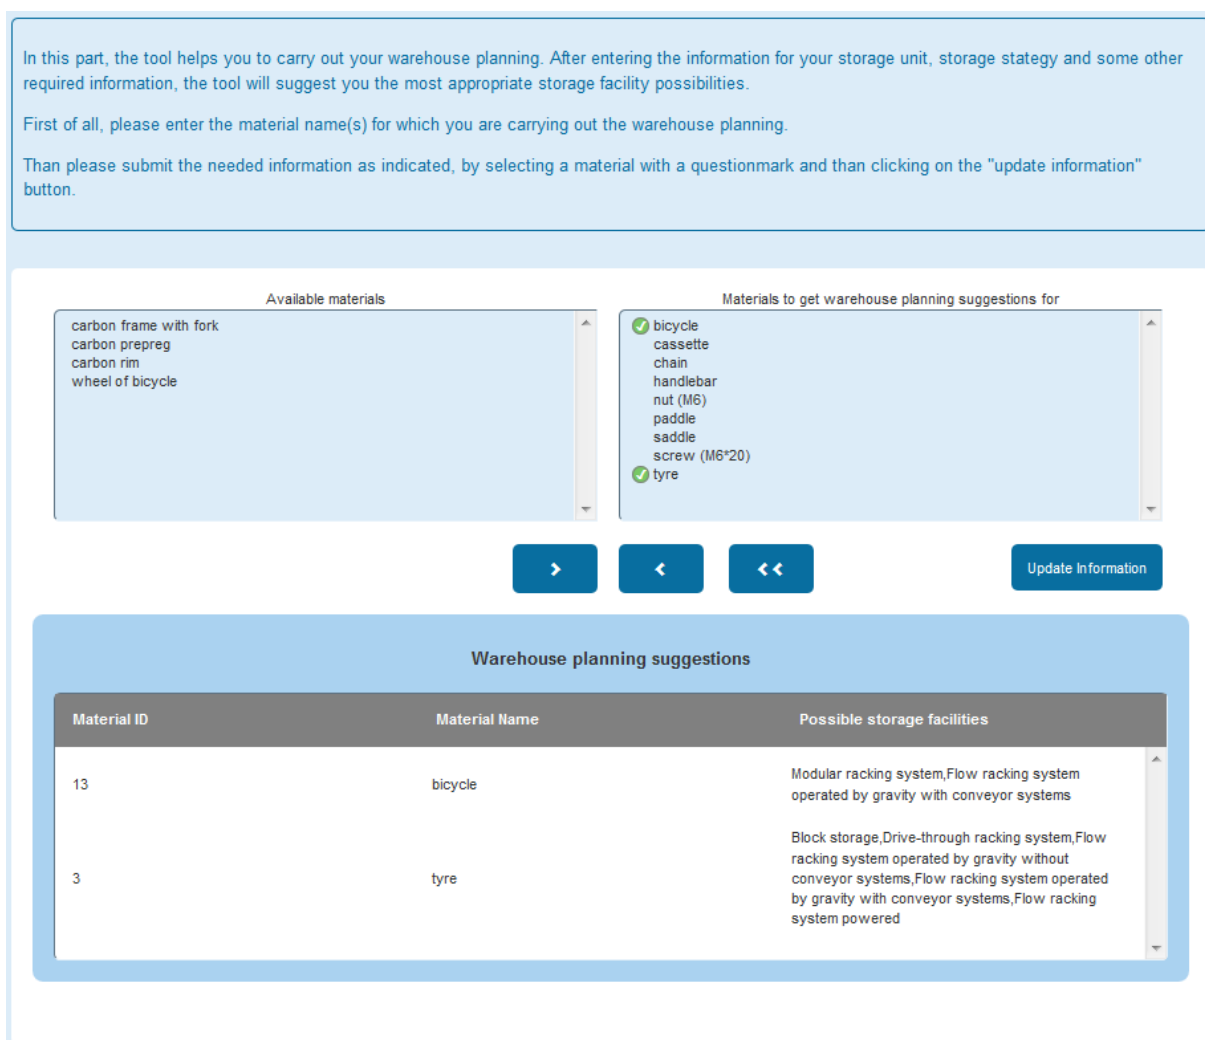 In this part, the tool helps you to carry out your warehouse planning. After entering the information for your storage unit, storage stategy and some other
required information, the tool will suggest you the most appropriate storage facility possibilities.
First of all, please enter the material name(s) for which you are carrying out the warehouse planning.
Than please submit the needed information as indicated, by selecting a material with a questionmark and than clicking on the "update information"
button.
Available materials
carbon frame with fork
carbon prepreg
carbon rim
wheel of bicycle
Materials to get warehouse planning suggestions for
bicycle
cassette
chain
handlebar
nut (M6)
paddle
saddle
screw (M6*20)
tyre
> < <<
Update Information
Warehouse planning suggestions
Material ID Material Name Possible storage facilities
13 bicycle Modular racking system,Flow racking system
operated by gravity with conveyor systems
3 tyre Block storage,Drive-through racking system,Flow
racking system operated by gravity without
conveyor systems,Flow racking system operated
by gravity with conveyor systems,Flow racking
system powered